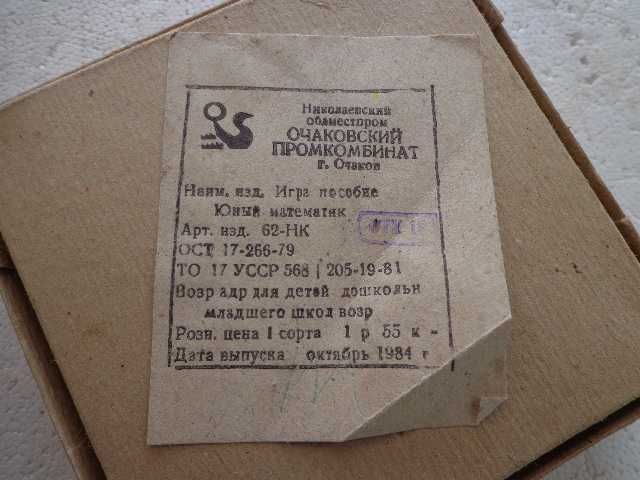 Николаевский
облместпром
ОЧАКОВСКИЙ
ПРОМКОМБИНАТ
г. Очаков
Наим. изд. Игра пособие
Юный математик
Арт. изд. 62-НК
ОСТ 17-266-79
ТО 17 УССР 568 205-19-81
Возр адр для детей дошкольн
младшего школ возр
Розн. цена 1 сорта 1 р 55 к -
Дата выпуска октябрь 1984 г